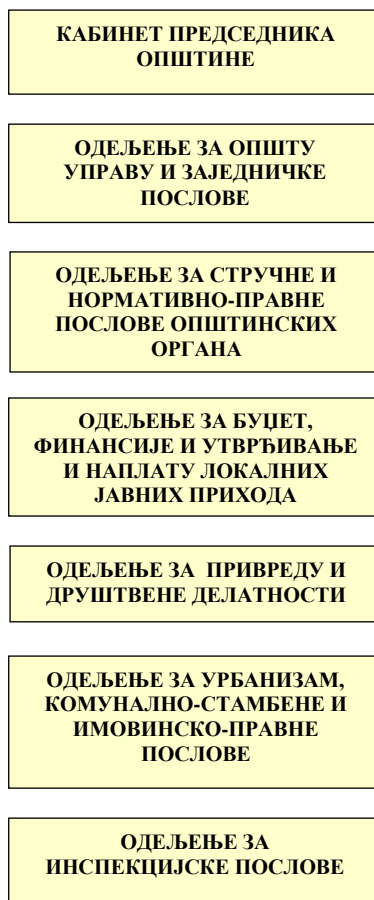 КАБИНЕТ ПРЕДСЕДНИКА
ОПШТИНЕ
ОДЕЉЕЊЕ ЗА ОПШТУ
УПРАВУ И ЗАЈЕДНИЧКЕ
ПОСЛОВЕ
ОДЕЉЕЊЕ ЗА СТРУЧНЕ И
НОРМАТИВНО-ПРАВНЕ
ПОСЛОВЕ ОПШТИНСКИХ
ОРГАНА
ОДЕЉЕЊЕ ЗА БУЏЕТ,
ФИНАНСИЈЕ И УТВРЂИВАЊЕ
И НАПЛАТУ ЛОКАЛНИХ
ЈАВНИХ ПРИХОДА
ОДЕЉЕЊЕ ЗА ПРИВРЕДУ И
ДРУШТВЕНЕ ДЕЛАТНОСТИ
ОДЕЉЕЊЕ ЗА УРБАНИЗАМ,
КОМУНАЛНО-СТАМБЕНЕ И
ИМОВИНСКО-ПРАВНЕ
ПОСЛОВЕ
ОДЕЉЕЊЕ ЗА
ИНСПЕКЦИЈСКЕ ПОСЛОВЕ